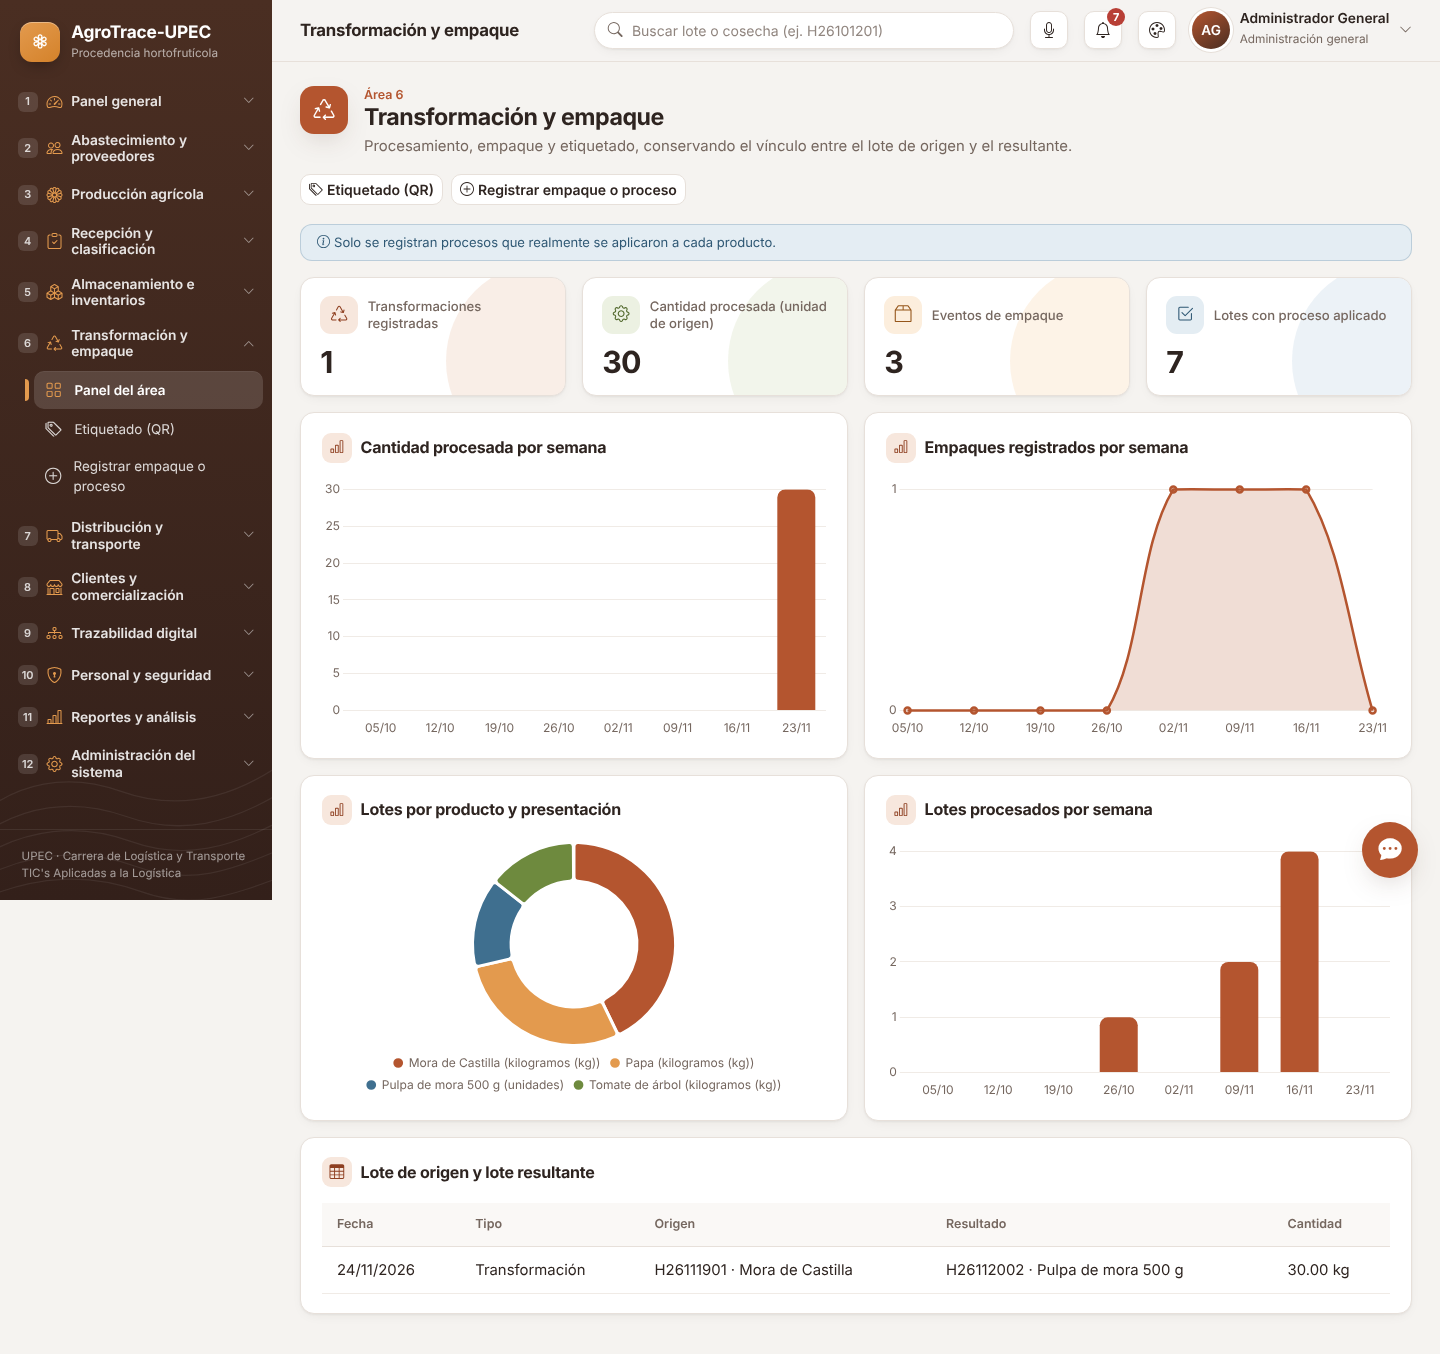 AgroTrace-UPEC
Procedencia hortofrutícola
1 Panel general
2 Abastecimiento y
proveedores
3 Producción agrícola
4 Recepción y
clasificación
5 Almacenamiento e
inventarios
6 Transformación y
empaque
Panel del área
Etiquetado (QR)
Registrar empaque o
proceso
7 Distribución y
transporte
8 Clientes y
comercialización
9 Trazabilidad digital
10 Personal y seguridad
11 Reportes y análisis
12 Administración del
sistema
UPEC · Carrera de Logística y Transporte
TIC's Aplicadas a la Logística
Transformación y empaque
Buscar lote o cosecha (ej. H26101201)
7
AG
Administrador General
Administración general
Área 6
Transformación y empaque
Procesamiento, empaque y etiquetado, conservando el vínculo entre el lote de origen y el resultante.
Etiquetado (QR)
Registrar empaque o proceso
Solo se registran procesos que realmente se aplicaron a cada producto.
Transformaciones
registradas
1
Cantidad procesada (unidad
de origen)
30
Eventos de empaque
3
Lotes con proceso aplicado
7
Cantidad procesada por semana
30
25
20
15
10
5
0
05/10 12/10 19/10 26/10 02/11 09/11 16/11 23/11
Empaques registrados por semana
1
0
05/10 12/10 19/10 26/10 02/11 09/11 16/11 23/11
Lotes por producto y presentación
Mora de Castilla (kilogramos (kg)) Papa (kilogramos (kg))
Pulpa de mora 500 g (unidades) Tomate de árbol (kilogramos (kg))
Lotes procesados por semana
4
3
2
1
0
05/10 12/10 19/10 26/10 02/11 09/11 16/11 23/11
Lote de origen y lote resultante
Fecha Tipo Origen Resultado Cantidad
24/11/2026 Transformación H26111901 · Mora de Castilla H26112002 · Pulpa de mora 500 g 30.00 kg